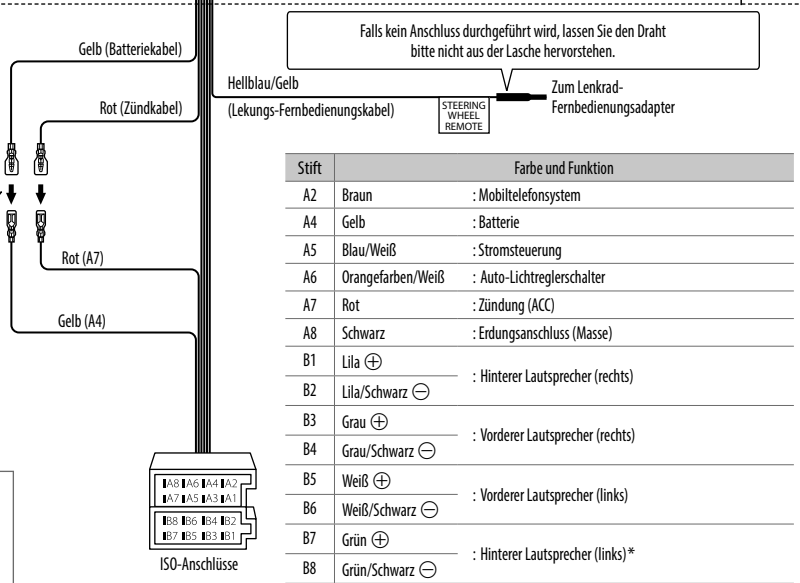 Falls kein Anschluss durchgeführt wird, lassen Sie den Draht
bitte nicht aus der Lasche hervorstehen.
Gelb (Batteriekabel)
Hellblau/Gelb
(Lekungs-Fernbedienungskabel)
STEERING
WHEEL
REMOTE
Zum Lenkrad-
Fernbedienungsadapter
Rot (Zündkabel)
Rot (A7)
Gelb (A4)
Stift Farbe und Funktion
A2 Braun : Mobiltelefonsystem
A4 Gelb : Batterie
A5 Blau/Weiß : Stromsteuerung
A6 Orangefarben/Weiß : Auto-Lichtreglerschalter
A7 Rot : Zündung (ACC)
A8 Schwarz : Erdungsanschluss (Masse)
B1 Lila ⊕
: Hinterer Lautsprecher (rechts)
B2 Lila/Schwarz ⊖
B3 Grau ⊕
: Vorderer Lautsprecher (rechts)
B4 Grau/Schwarz ⊖
B5 Weiß ⊕
: Vorderer Lautsprecher (links)
B6 Weiß/Schwarz ⊖
B7 Grün ⊕
: Hinterer Lautsprecher (links)*
B8 Grün/Schwarz ⊖
A8 A6 A4 A2
A7 A5 A3 A1
B8 B6 B4 B2
B7 B5 B3 B1
ISO-Anschlüsse